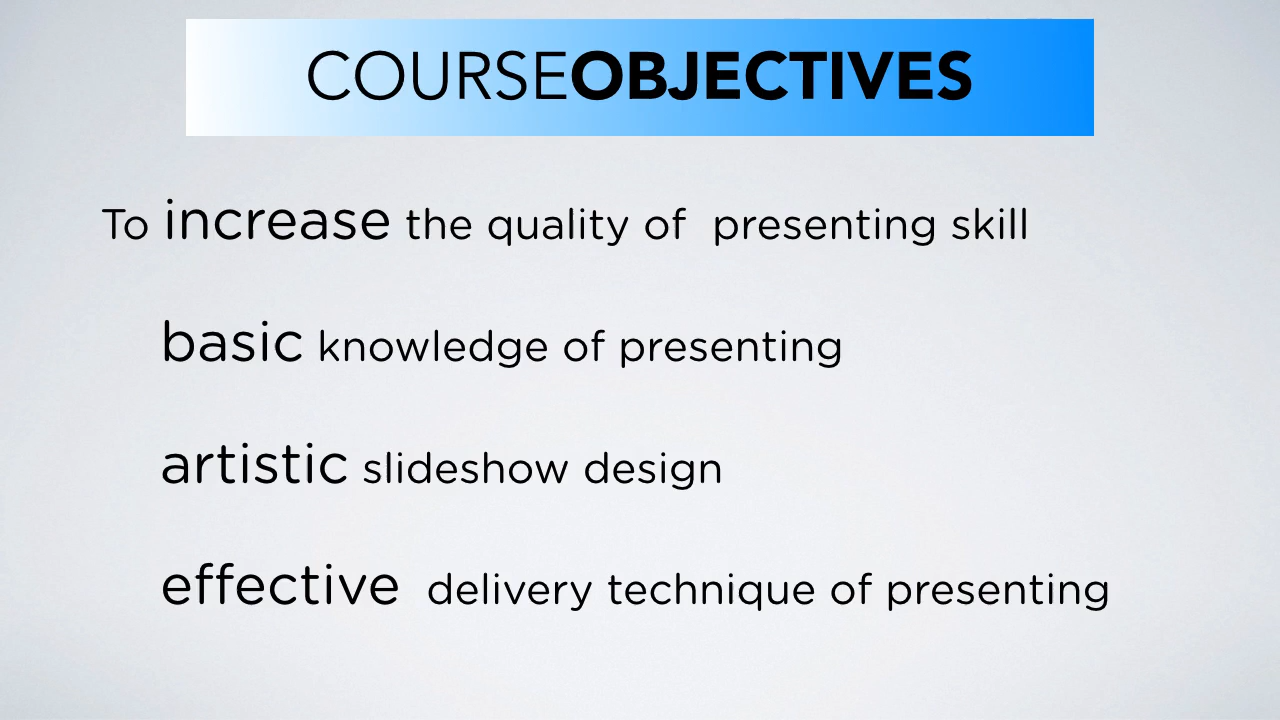 COURSEOBJECTIVES
To increase the quality of presenting skill
basic knowledge of presenting
artistic slideshow design
effective delivery technique of presenting